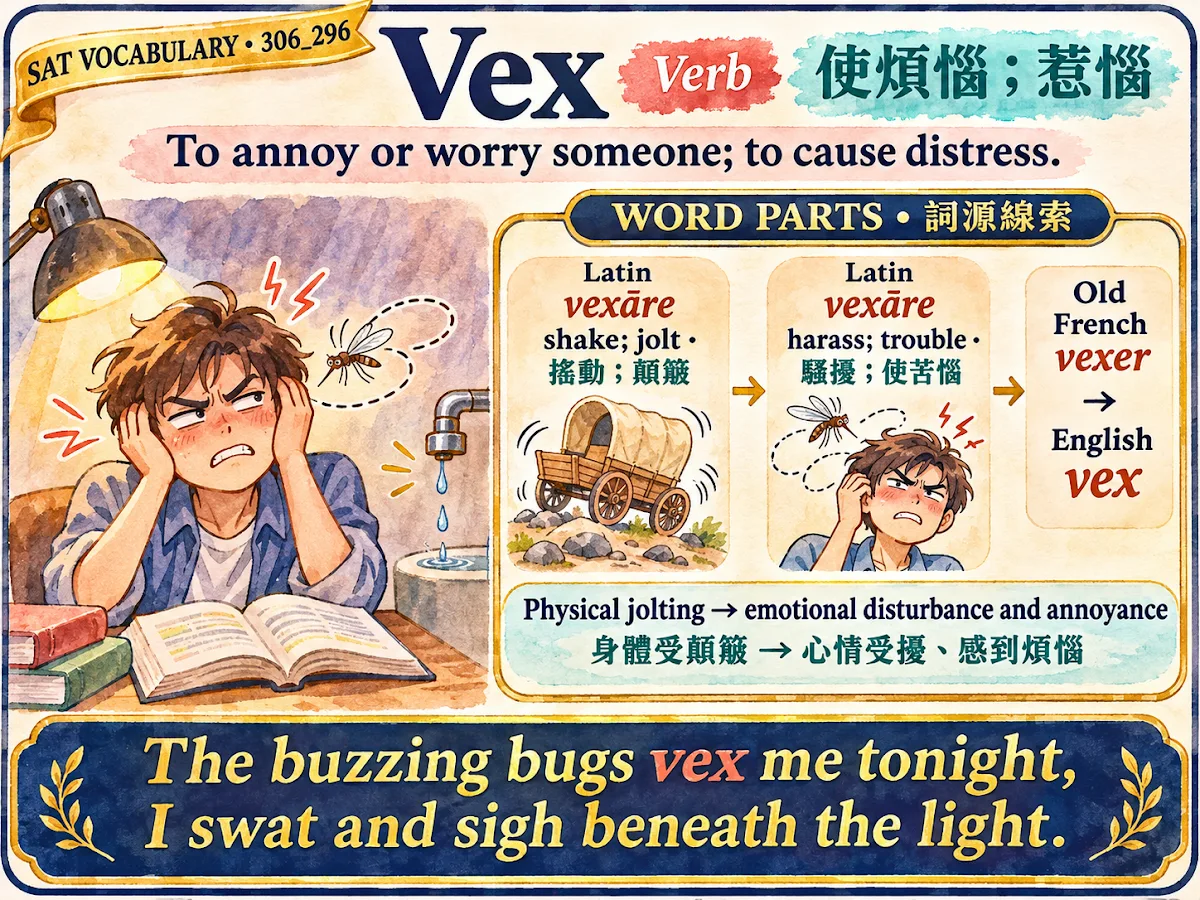 SAT VOCABULARY • 306_296
Vex
Verb
使煩惱；惹惱
To annoy or worry someone; to cause distress.
WORD PARTS • 詞源線索
Latin
vexāre
shake; jolt •
搖動；顛簸
Latin
vexāre
harass; trouble •
騷擾；使苦惱
Old
French
vexer
→
English
vex
Physical jolting → emotional disturbance and annoyance
身體受顛簸 → 心情受擾、感到煩惱
The buzzing bugs vex me tonight,
I swat and sigh beneath the light.